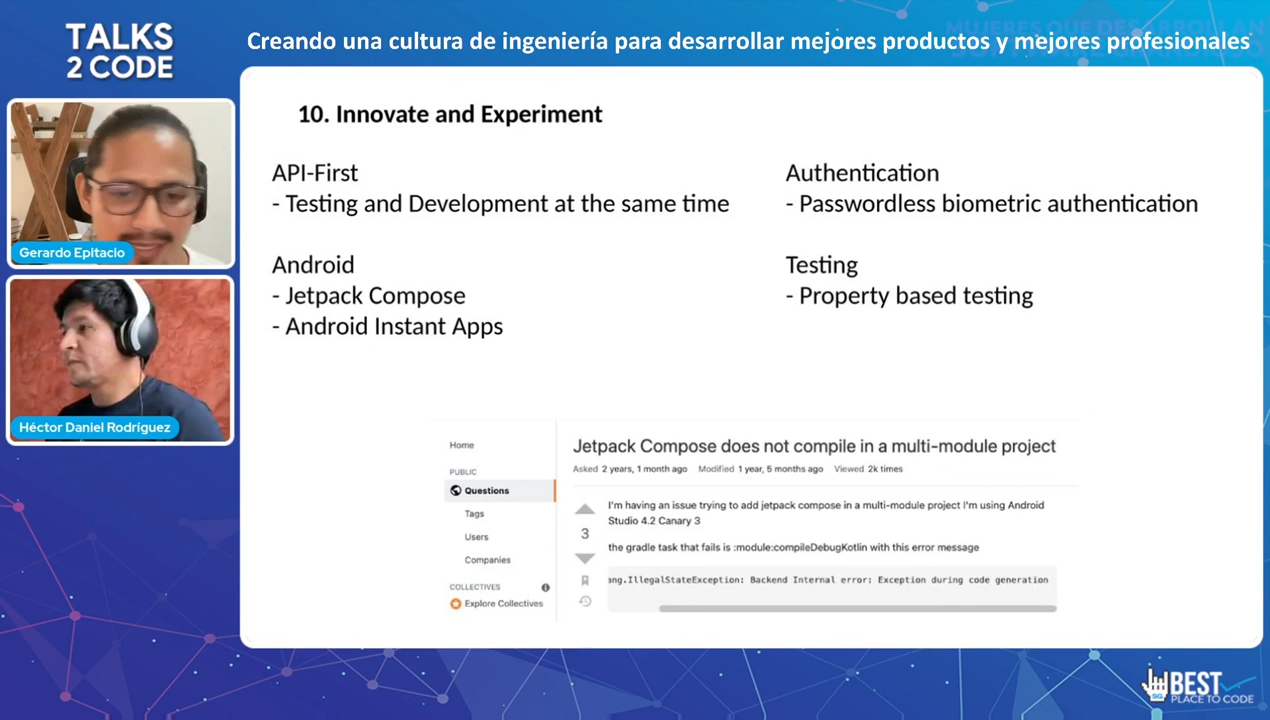 TALKS
2 CODE
Creando una cultura de ingeniería para desarrollar mejores productos y mejores profesionales
MUJERES QUE DESARROLLAN
Gerardo Epitacio
Héctor Daniel Rodríguez
10. Innovate and Experiment
API-First
- Testing and Development at the same time
Android
- Jetpack Compose
- Android Instant Apps
Authentication
- Passwordless biometric authentication
Testing
- Property based testing
Home
PUBLIC
Questions
Tags
Users
Companies
COLLECTIVES
Explore Collectives
Jetpack Compose does not compile in a multi-module project
Asked 2 years, 1 month ago Modified 1 year, 5 months ago Viewed 2k times
3
I'm having an issue trying to add jetpack compose in a multi-module project I'm using Android
Studio 4.2 Canary 3
the gradle task that fails is :module:compileDebugKotlin with this error message
ang.IllegalStateException: Backend Internal error: Exception during code generation
SG
BEST
PLACE TO CODE